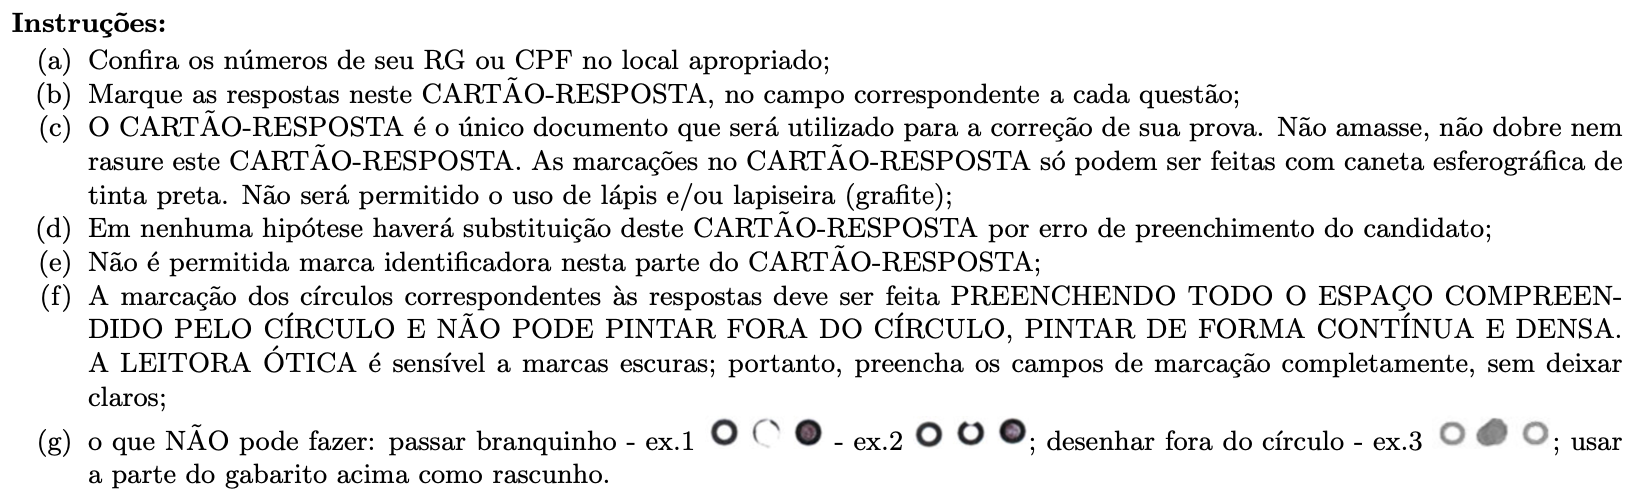 Instruções:
(a) Confira os números de seu RG ou CPF no local apropriado;
(b) Marque as respostas neste CARTÃO-RESPOSTA, no campo correspondente a cada questão;
(c) O CARTÃO-RESPOSTA é o único documento que será utilizado para a correção de sua prova. Não amasse, não dobre nem
rasure este CARTÃO-RESPOSTA. As marcações no CARTÃO-RESPOSTA só podem ser feitas com caneta esferográfica de
tinta preta. Não será permitido o uso de lápis e/ou lapiseira (grafite);
(d) Em nenhuma hipótese haverá substituição deste CARTÃO-RESPOSTA por erro de preenchimento do candidato;
(e) Não é permitida marca identificadora nesta parte do CARTÃO-RESPOSTA;
(f) A marcação dos círculos correspondentes às respostas deve ser feita PREENCHENDO TODO O ESPAÇO COMPREEN-
DIDO PELO CÍRCULO E NÃO PODE PINTAR FORA DO CÍRCULO, PINTAR DE FORMA CONTÍNUA E DENSA.
A LEITORA ÓTICA é sensível a marcas escuras; portanto, preencha os campos de marcação completamente, sem deixar
claros;
(g) o que NÃO pode fazer: passar branquinho - ex.1 - ex.2 ; desenhar fora do círculo - ex.3 ; usar
a parte do gabarito acima como rascunho.